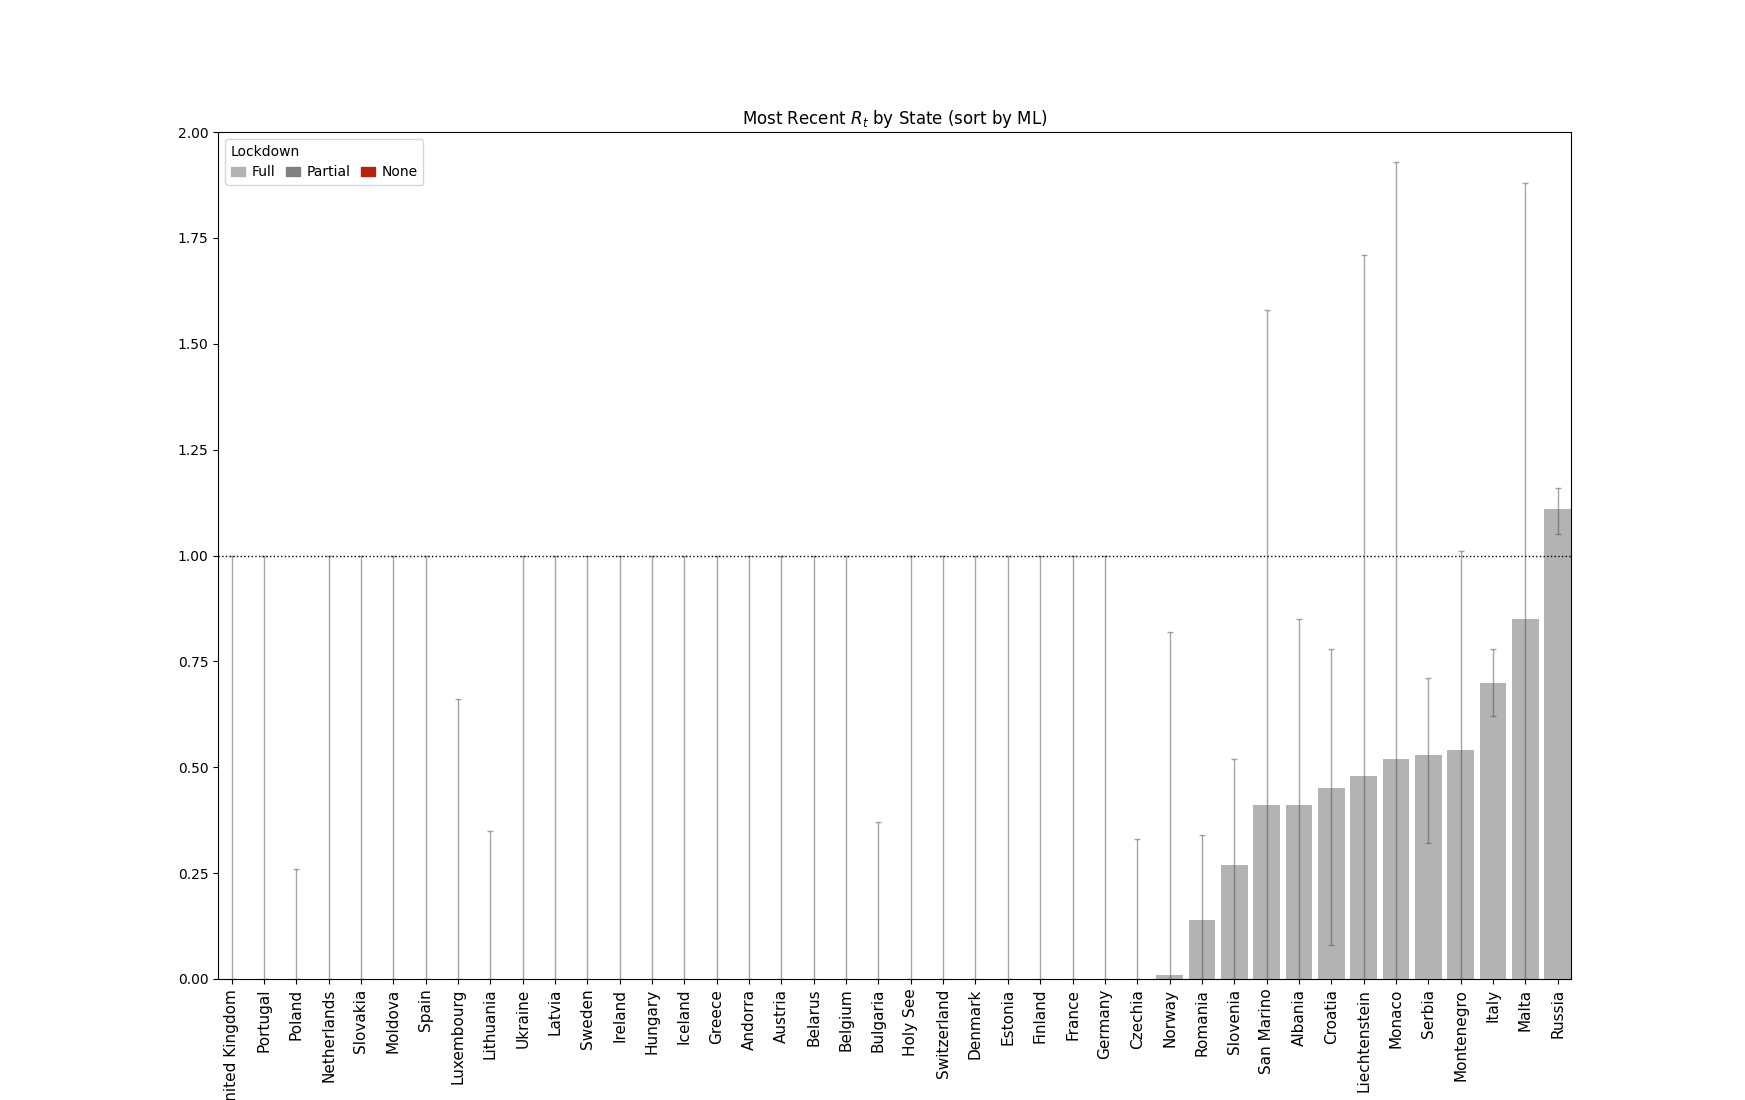 Most Recent Rt by State (sort by ML)
Lockdown
Full Partial None
2.00
1.75
1.50
1.25
1.00
0.75
0.50
0.25
0.00
nited Kingdom
Portugal
Poland
Netherlands
Slovakia
Moldova
Spain
Luxembourg
Lithuania
Ukraine
Latvia
Sweden
Ireland
Hungary
Iceland
Greece
Andorra
Austria
Belarus
Belgium
Bulgaria
Holy See
Switzerland
Denmark
Estonia
Finland
France
Germany
Czechia
Norway
Romania
Slovenia
San Marino
Albania
Croatia
Liechtenstein
Monaco
Serbia
Montenegro
Italy
Malta
Russia